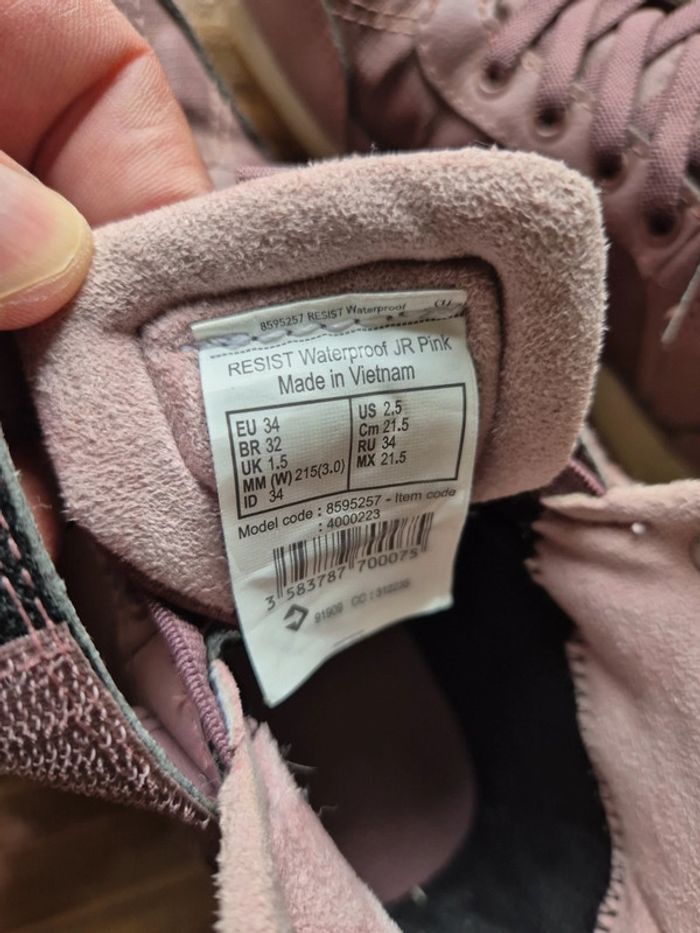 8595257 RESIST Waterproof
RESIST Waterproof JR Pink
Made in Vietnam
EU 34
BR 32
UK 1.5
MM (W) 215(3.0)
ID 34
US 2.5
Cm 21.5
RU 34
MX 21.5
Model code : 8595257 - Item code
: 4000223
3 583787 700075
91909 CC :